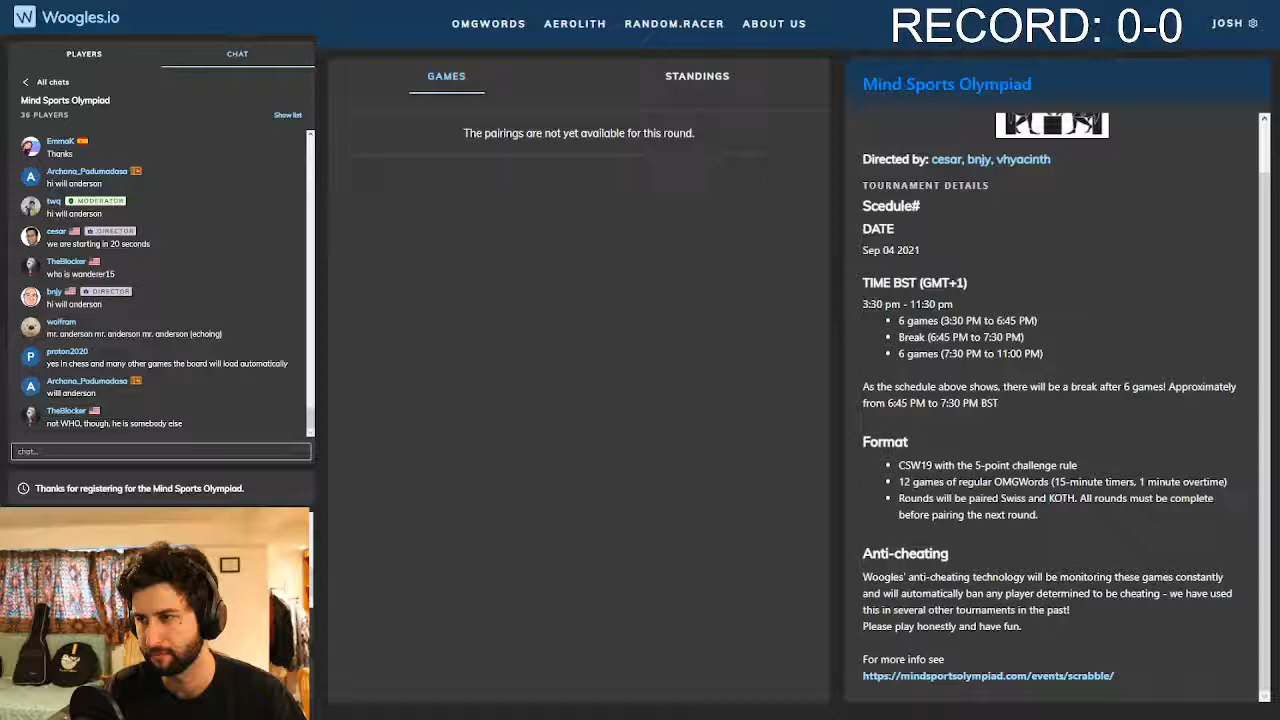 W Woogles.io
OMGWORDS AEROLITH RANDOM.RACER ABOUT US
RECORD: 0-0
JOSH
PLAYERS
CHAT
All chats
Mind Sports Olympiad
36 PLAYERS
Show list
EmmaK
Thanks
Archana_Padumadasa
hi will anderson
twq MODERATOR
hi will anderson
cesar DIRECTOR
we are starting in 20 seconds
TheBlocker
who is wanderer15
bnjy DIRECTOR
hi will anderson
wolfram
mr. anderson mr. anderson mr. anderson (echoing)
proton2020
yes in chess and many other games the board will load automatically
Archana_Padumadasa
willl anderson
TheBlocker
not WHO, though, he is somebody else
chat...
Thanks for registering for the Mind Sports Olympiad.
GAMES
STANDINGS
The pairings are not yet available for this round.
Mind Sports Olympiad
Directed by: cesar, bnjy, vhyacinth
TOURNAMENT DETAILS
Scedule#
DATE
Sep 04 2021
TIME BST (GMT+1)
3:30 pm - 11:30 pm
• 6 games (3:30 PM to 6:45 PM)
• Break (6:45 PM to 7:30 PM)
• 6 games (7:30 PM to 11:00 PM)
As the schedule above shows, there will be a break after 6 games! Approximately
from 6:45 PM to 7:30 PM BST
Format
• CSW19 with the 5-point challenge rule
• 12 games of regular OMGWords (15-minute timers, 1 minute overtime)
• Rounds will be paired Swiss and KOTH. All rounds must be complete
before pairing the next round.
Anti-cheating
Woogles' anti-cheating technology will be monitoring these games constantly
and will automatically ban any player determined to be cheating - we have used
this in several other tournaments in the past!
Please play honestly and have fun.
For more info see
https://mindsportsolympiad.com/events/scrabble/